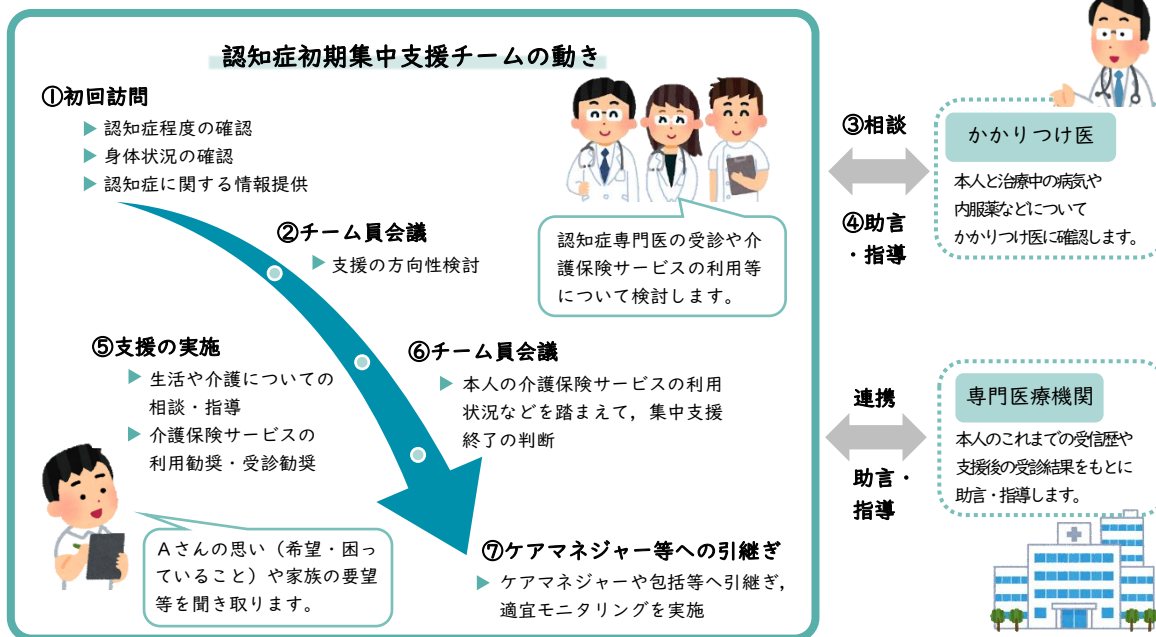 認知症初期集中支援チームの動き
①初回訪問
▶ 認知症程度の確認
▶ 身体状況の確認
▶ 認知症に関する情報提供
②チーム員会議
▶ 支援の方向性検討
認知症専門医の受診や介
護保険サービスの利用等
について検討します。
③相談
④助言
・指導
かかりつけ医
本人と治療中の病気や
内服薬などについて
かかりつけ医に確認します。
⑤支援の実施
▶ 生活や介護についての
相談・指導
▶ 介護保険サービスの
利用勧奨・受診勧奨
Aさんの思い（希望・困っ
ていること）や家族の要望
等を聞き取ります。
⑥チーム員会議
▶ 本人の介護保険サービスの利用
状況などを踏まえて，集中支援
終了の判断
⑦ケアマネジャー等への引継ぎ
▶ ケアマネジャーや包括等へ引継ぎ，
適宜モニタリングを実施
連携
助言・
指導
専門医療機関
本人のこれまでの受信歴や
支援後の受診結果をもとに
助言・指導します。